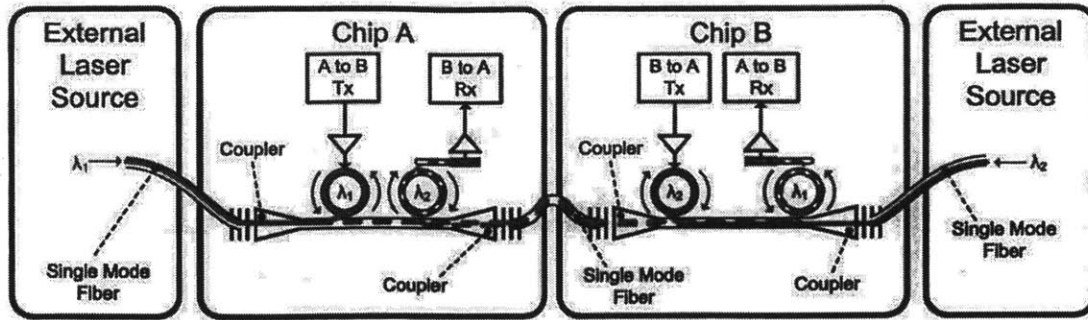 External
Laser
Source
λ₁
Single Mode
Fiber
Chip A
A to B
Tx
B to A
Rx
Coupler
λ₁
λ₂
Coupler
Chip B
B to A
Tx
A to B
Rx
Coupler
λ₂
λ₁
Single Mode
Fiber
Coupler
External
Laser
Source
λ₂
Single Mode
Fiber